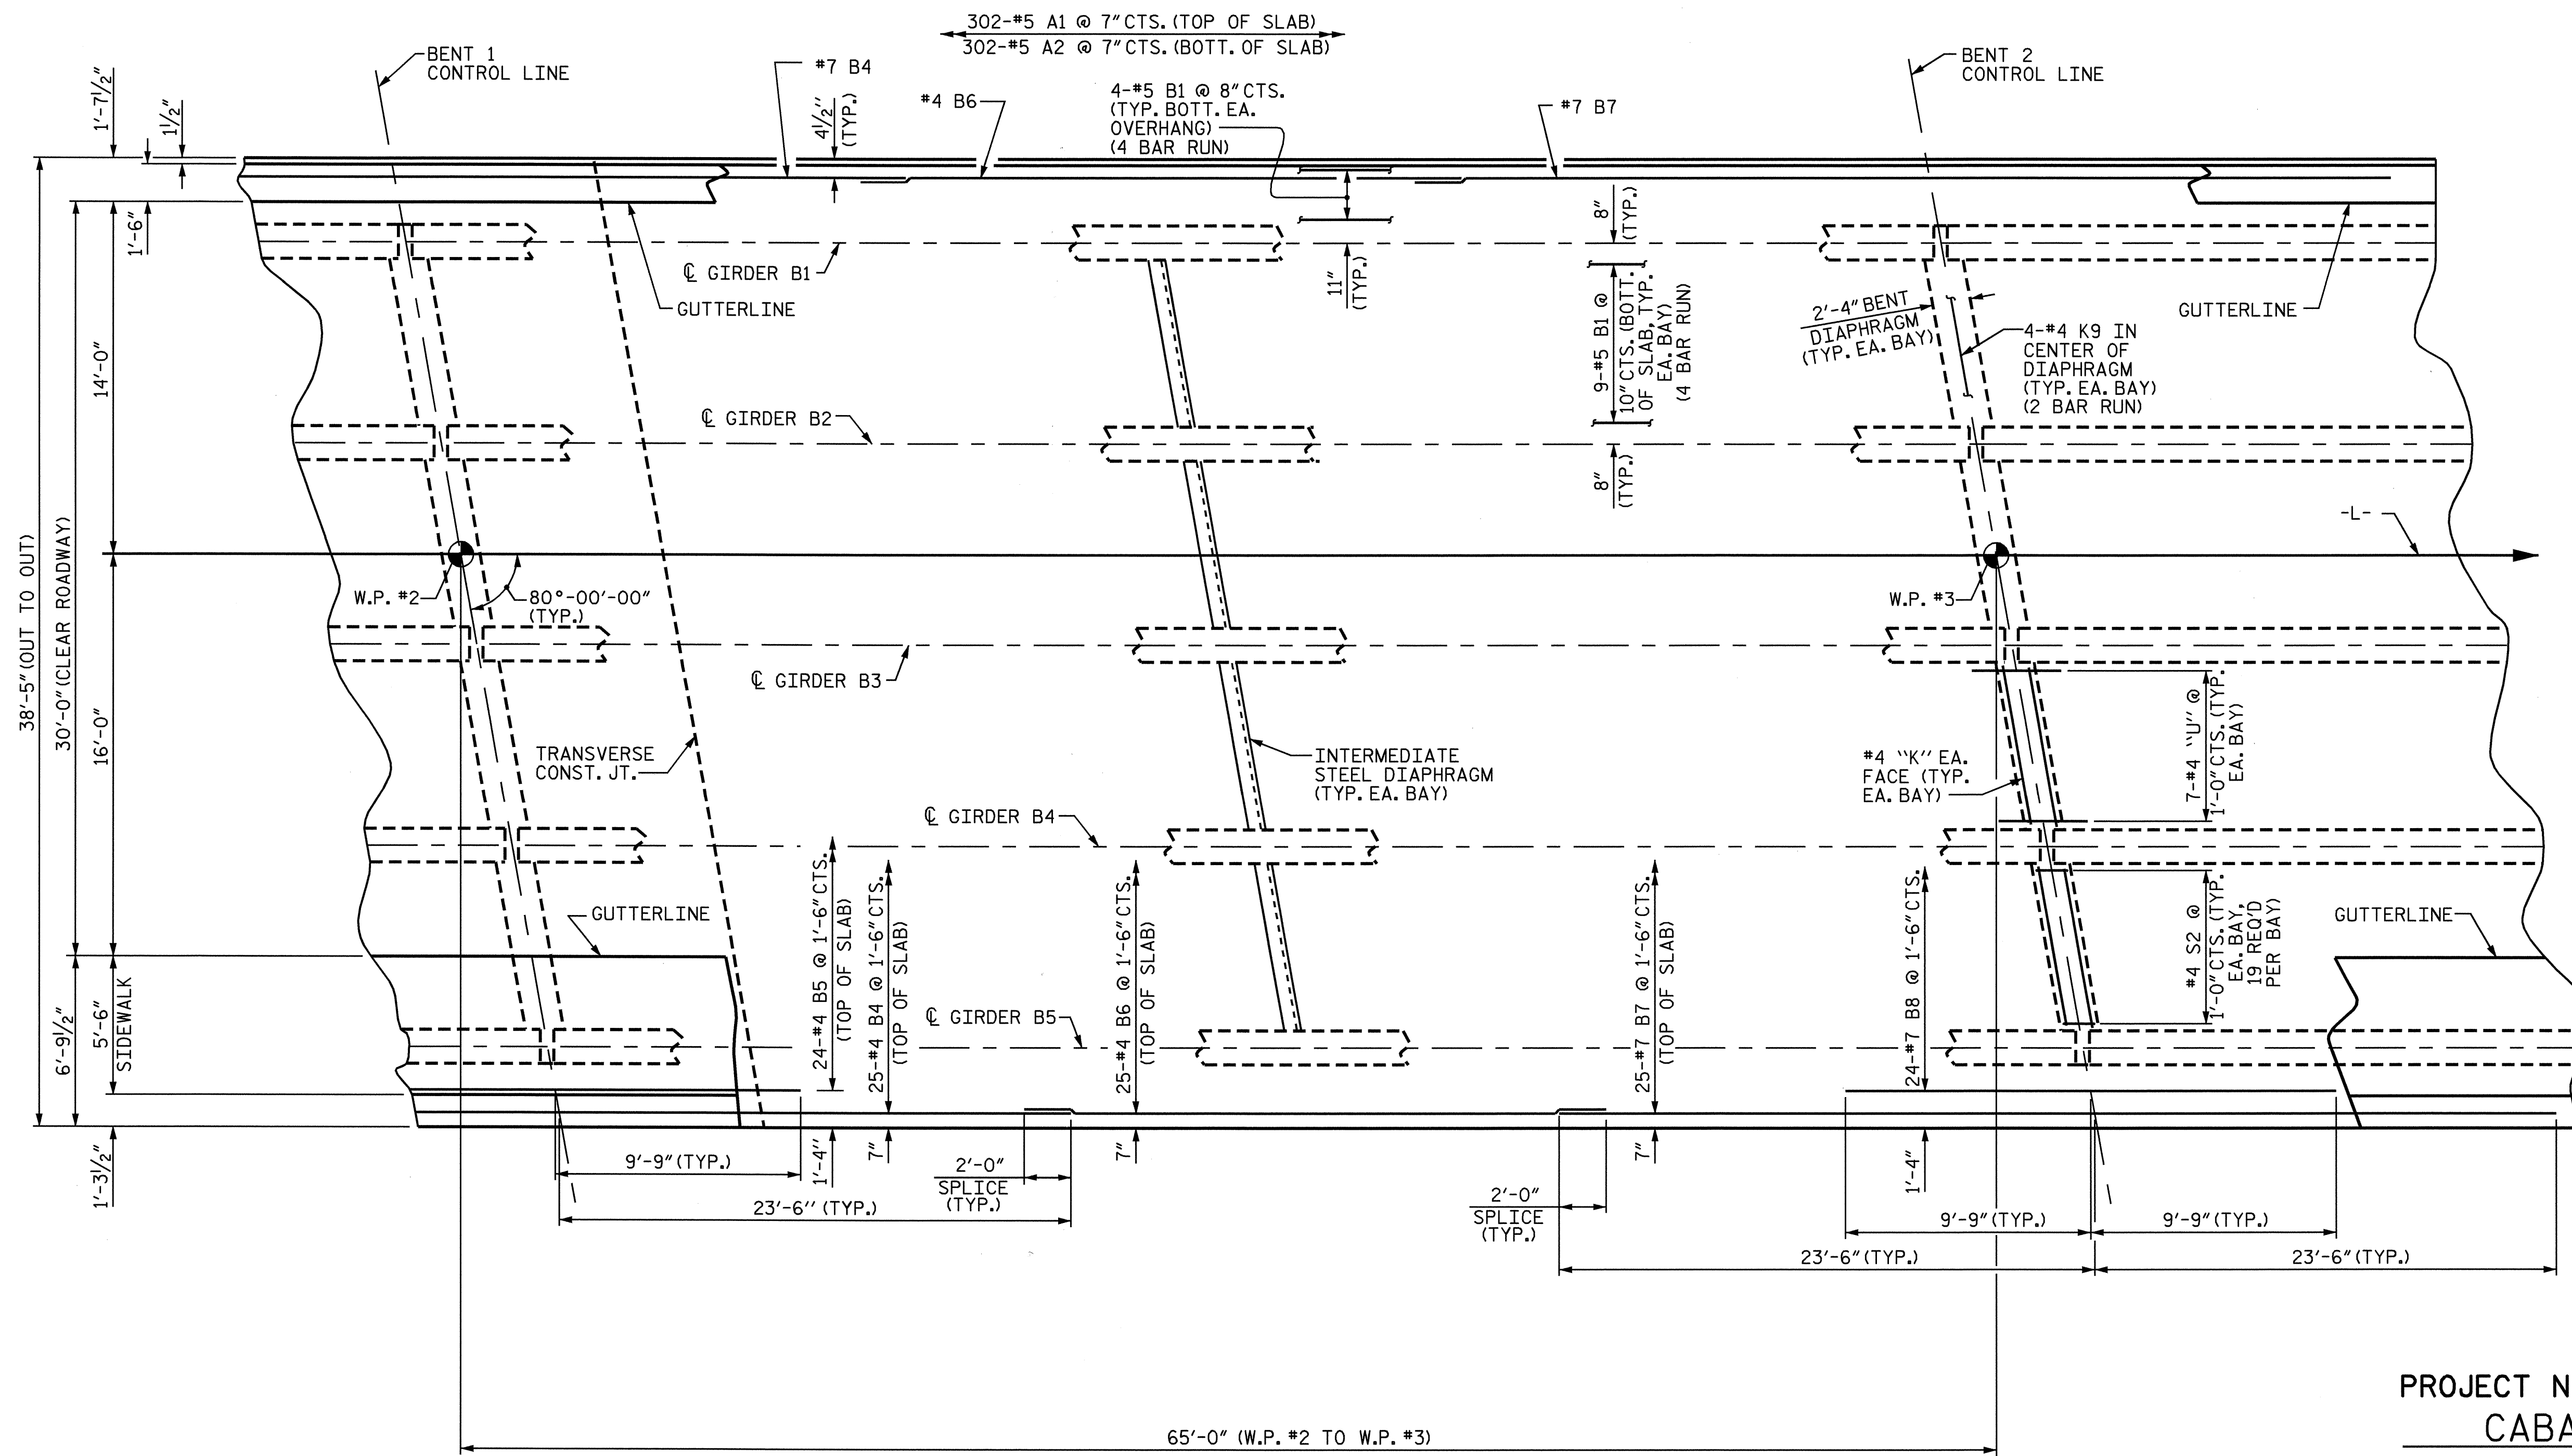 302-#5 A1 @ 7" CTS. (TOP OF SLAB)
302-#5 A2 @ 7" CTS. (BOTT. OF SLAB)
BENT 1
CONTROL LINE
#7 B4
4½"
(TYP.)
#4 B6
4-#5 B1 @ 8" CTS.
(TYP. BOTT. EA.
OVERHANG)
(4 BAR RUN)
#7 B7
BENT 2
CONTROL LINE
1'-7½"
1½"
1'-6"
38'-5" (OUT TO OUT)
30'-0" (CLEAR ROADWAY)
14'-0"
16'-0"
℄ GIRDER B1
GUTTERLINE
11"
(TYP.)
8"
(TYP.)
9-#5 B1 @
10" CTS. (BOTT.
OF SLAB, TYP.
EA. BAY)
(4 BAR RUN)
8"
(TYP.)
2'-4" BENT
DIAPHRAGM
(TYP. EA. BAY)
4-#4 K9 IN
CENTER OF
DIAPHRAGM
(TYP. EA. BAY)
(2 BAR RUN)
GUTTERLINE
℄ GIRDER B2
-L-
W.P. #2
80°-00'-00"
(TYP.)
W.P. #3
℄ GIRDER B3
TRANSVERSE
CONST. JT.
INTERMEDIATE
STEEL DIAPHRAGM
(TYP. EA. BAY)
#4 "K" EA.
FACE (TYP.
EA. BAY)
7-#4 "U" @
1'-0" CTS. (TYP.
EA. BAY)
℄ GIRDER B4
GUTTERLINE
24-#4 B5 @ 1'-6" CTS.
(TOP OF SLAB)
25-#4 B4 @ 1'-6" CTS.
(TOP OF SLAB)
25-#4 B6 @ 1'-6" CTS.
(TOP OF SLAB)
25-#7 B7 @ 1'-6" CTS.
(TOP OF SLAB)
24-#7 B8 @ 1'-6" CTS.
#4 S2 @
1'-0" CTS. (TYP.
EA. BAY,
19 REQ'D
PER BAY)
GUTTERLINE
℄ GIRDER B5
6'-9½"
5'-6"
SIDEWALK
1'-3½"
9'-9" (TYP.)
1'-4"
7"
2'-0"
SPLICE
(TYP.)
7"
23'-6" (TYP.)
2'-0"
SPLICE
(TYP.)
7"
1'-4"
9'-9" (TYP.)
9'-9" (TYP.)
23'-6" (TYP.)
23'-6" (TYP.)
65'-0" (W.P. #2 TO W.P. #3)
PROJECT N
CABA